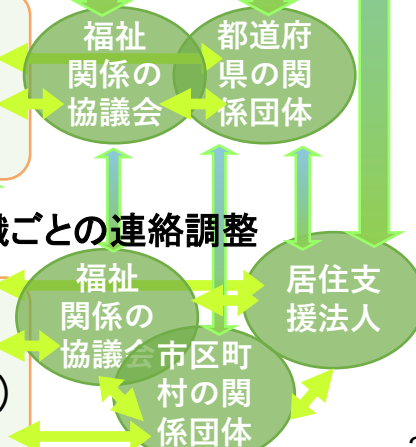 福祉
関係の
協議会
都道府
県の関
係団体
ごとの連絡調整
福祉
関係の
協議会
居住支
援法人
市区町
村の関
係団体
)